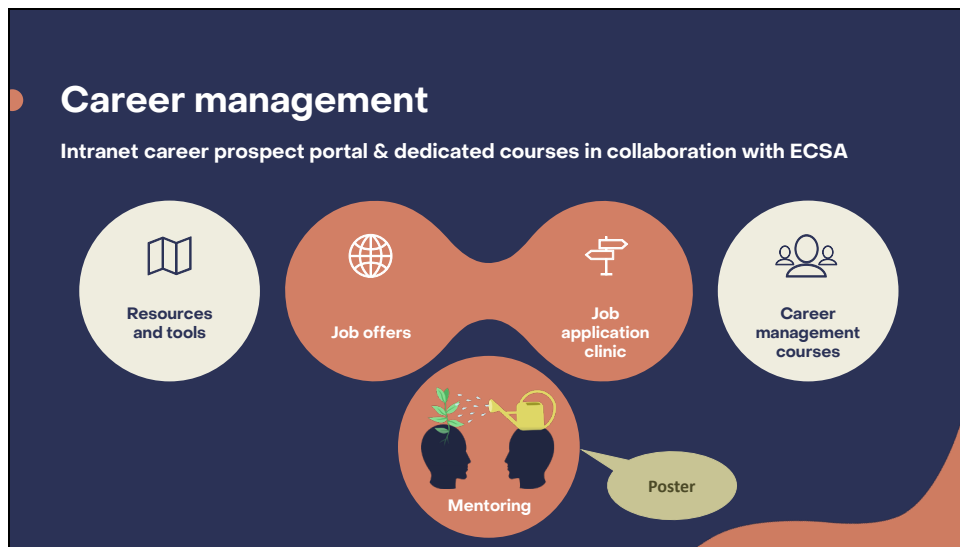 Career management
Intranet career prospect portal & dedicated courses in collaboration with ECSA
Resources
and tools
Job offers
Job
application
clinic
Career
management
courses
Mentoring
Poster